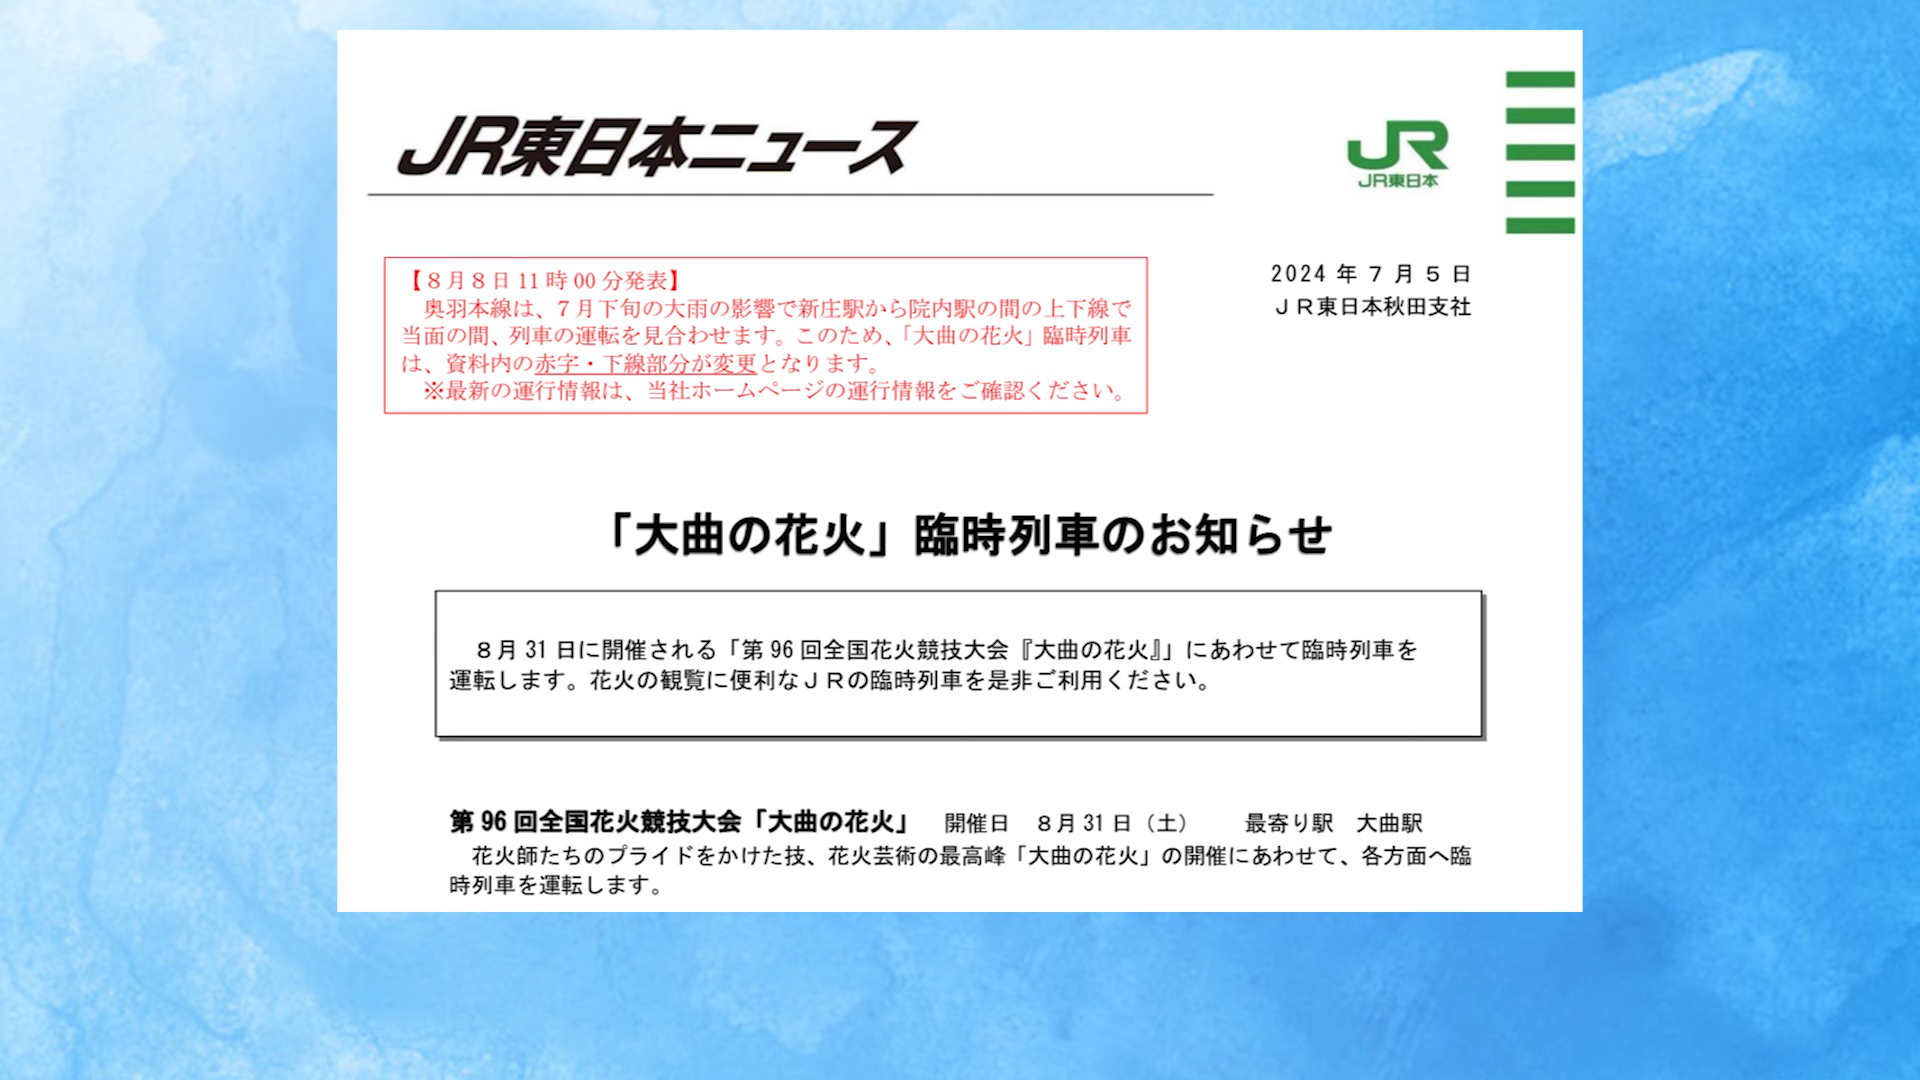 JR東日本ニュース
JR
JR東日本
【８月８日 11 時 00 分発表】
奥羽本線は、７月下旬の大雨の影響で新庄駅から院内駅の間の上下線で
当面の間、列車の運転を見合わせます。このため、「大曲の花火」臨時列車
は、資料内の赤字・下線部分が変更となります。
※最新の運行情報は、当社ホームページの運行情報をご確認ください。
2024 年 ７ 月 ５ 日
ＪＲ東日本秋田支社
「大曲の花火」臨時列車のお知らせ
８月 31 日に開催される「第 96 回全国花火競技大会『大曲の花火』」にあわせて臨時列車を
運転します。花火の観覧に便利なＪＲの臨時列車を是非ご利用ください。
第 96 回全国花火競技大会「大曲の花火」　開催日　８月 31 日（土）　最寄り駅　大曲駅
花火師たちのプライドをかけた技、花火芸術の最高峰「大曲の花火」の開催にあわせて、各方面へ臨
時列車を運転します。